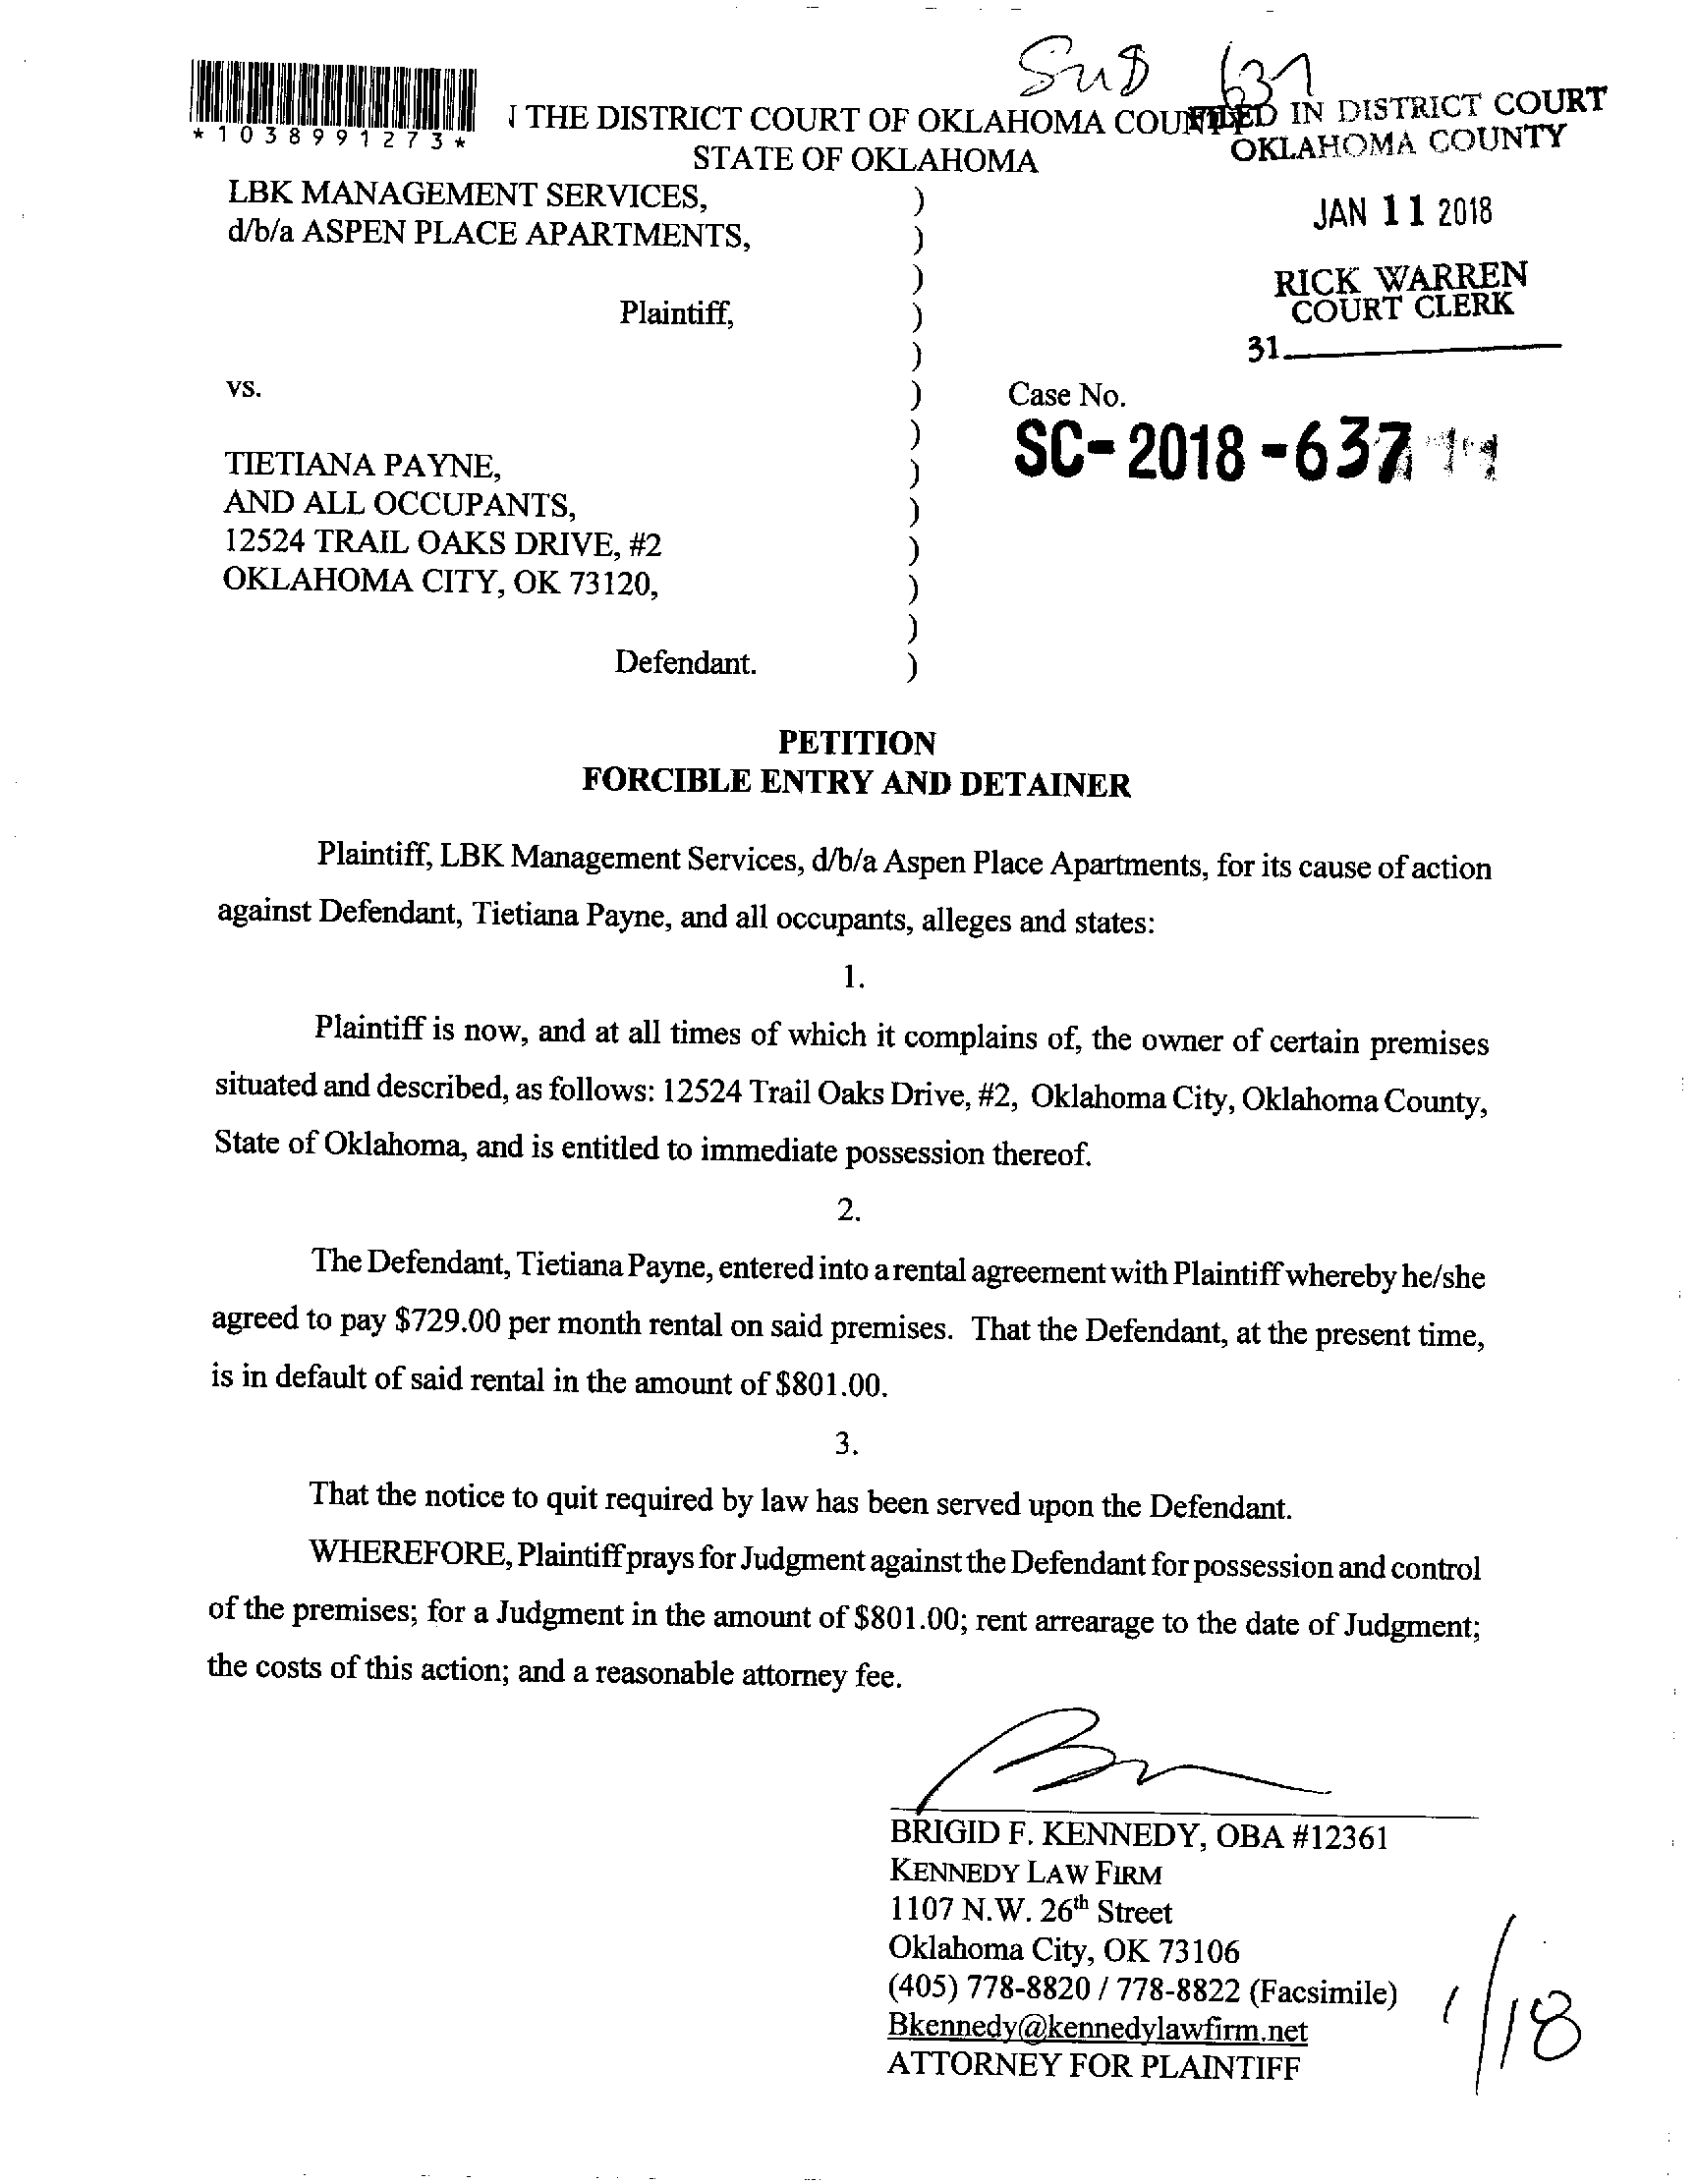 SuB 637
*1038991273*
THE DISTRICT COURT OF OKLAHOMA COUNTY
STATE OF OKLAHOMA
FILED IN DISTRICT COURT
OKLAHOMA COUNTY
JAN 11 2018
RICK WARREN
COURT CLERK
31
LBK MANAGEMENT SERVICES, )
d/b/a ASPEN PLACE APARTMENTS, )
)
Plaintiff, )
)
vs. )
)
TIETIANA PAYNE, )
AND ALL OCCUPANTS, )
12524 TRAIL OAKS DRIVE, #2 )
OKLAHOMA CITY, OK 73120, )
)
Defendant. )
Case No.
SC-2018-637
PETITION
FORCIBLE ENTRY AND DETAINER
Plaintiff, LBK Management Services, d/b/a Aspen Place Apartments, for its cause of action
against Defendant, Tietiana Payne, and all occupants, alleges and states:
1.
Plaintiff is now, and at all times of which it complains of, the owner of certain premises
situated and described, as follows: 12524 Trail Oaks Drive, #2, Oklahoma City, Oklahoma County,
State of Oklahoma, and is entitled to immediate possession thereof.
2.
The Defendant, Tietiana Payne, entered into a rental agreement with Plaintiff whereby he/she
agreed to pay $729.00 per month rental on said premises. That the Defendant, at the present time,
is in default of said rental in the amount of $801.00.
3.
That the notice to quit required by law has been served upon the Defendant.
WHEREFORE, Plaintiff prays for Judgment against the Defendant for possession and control
of the premises; for a Judgment in the amount of $801.00; rent arrearage to the date of Judgment;
the costs of this action; and a reasonable attorney fee.
BRIGID F. KENNEDY, OBA #12361
KENNEDY LAW FIRM
1107 N.W. 26th Street
Oklahoma City, OK 73106
(405) 778-8820 / 778-8822 (Facsimile)
Bkennedy@kennedylawfirm.net
ATTORNEY FOR PLAINTIFF
1/18